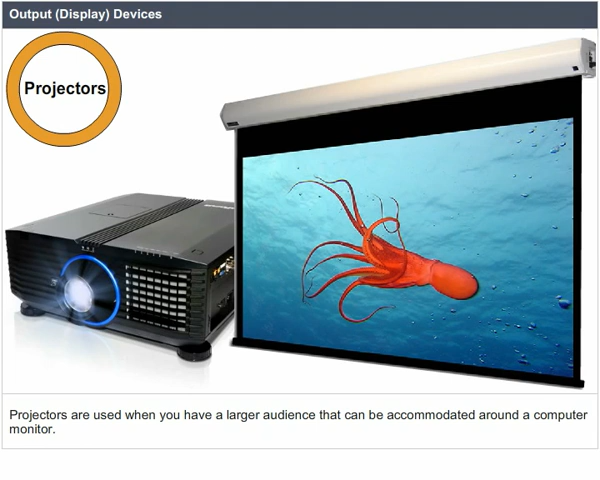 Output (Display) Devices
Projectors
Projectors are used when you have a larger audience that can be accommodated around a computer
monitor.